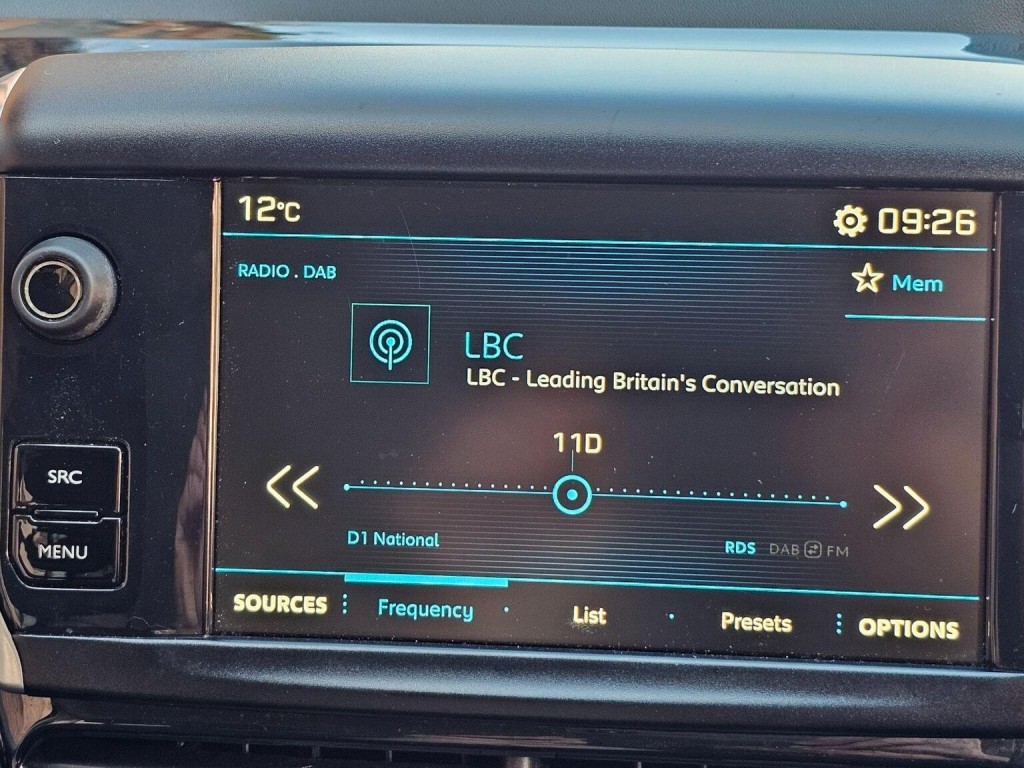 12°C
09:26
RADIO . DAB
Mem
LBC
LBC - Leading Britain's Conversation
11D
SRC
MENU
D1 National
RDS DAB FM
SOURCES Frequency List Presets OPTIONS